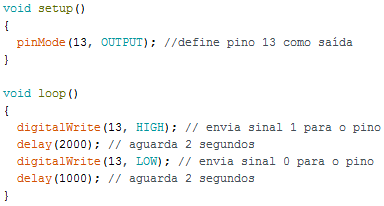 void setup()
{
  pinMode(13, OUTPUT); //define pino 13 como saída
}

void loop()
{
  digitalWrite(13, HIGH); // envia sinal 1 para o pino
  delay(2000); // aguarda 2 segundos
  digitalWrite(13, LOW); // envia sinal 0 para o pino
  delay(1000); // aguarda 2 segundos
}